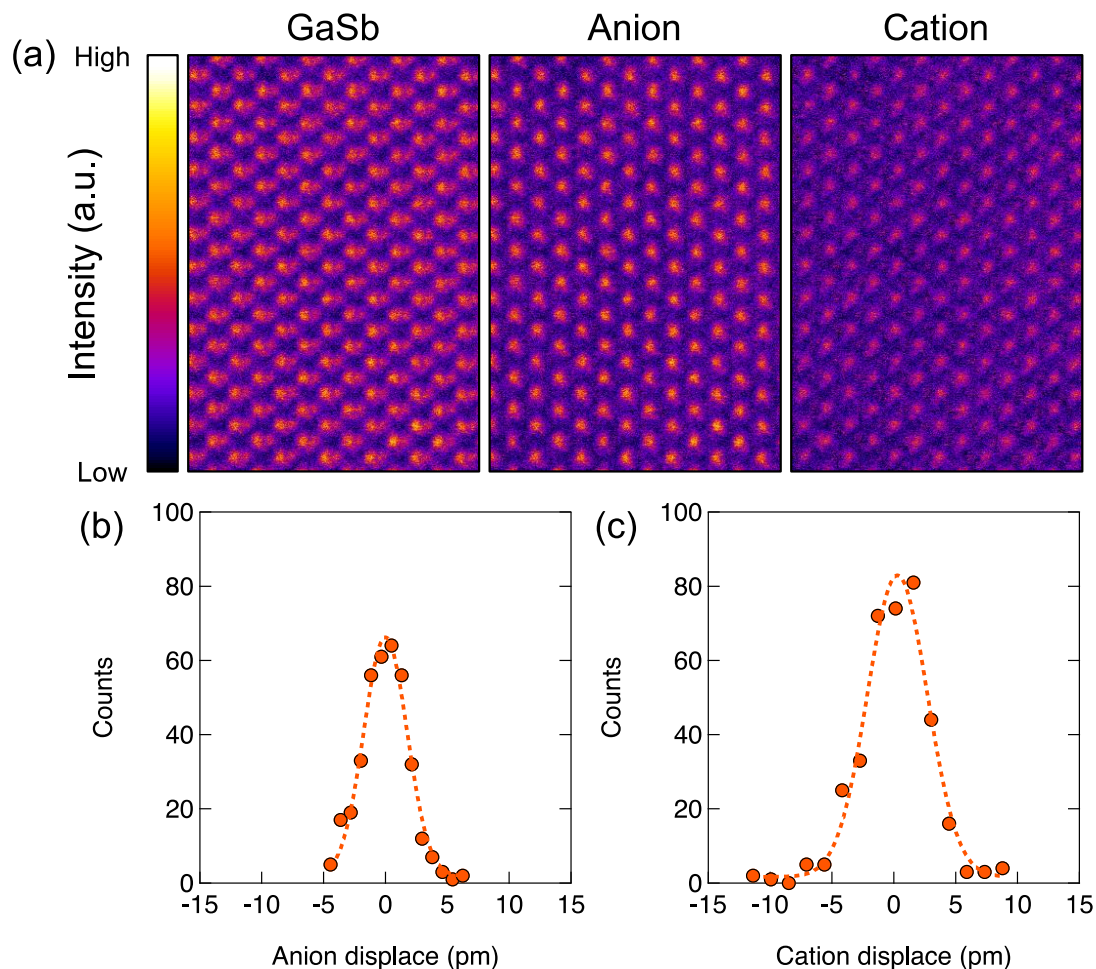 GaSb Anion Cation
(a) High
Intensity (a.u.)
Low
(b) (c)
100 100
80 80
60 60
40 40
20 20
0 0
Counts Counts
-15 -10 -5 0 5 10 15 -15 -10 -5 0 5 10 15
Anion displace (pm) Cation displace (pm)